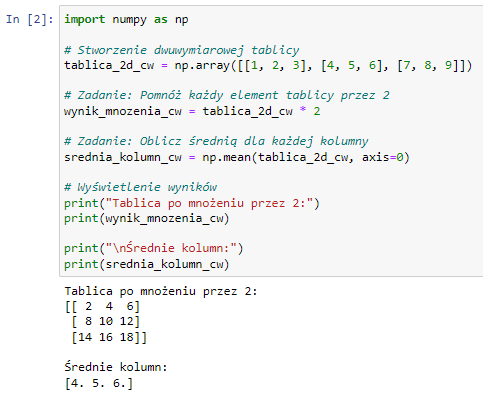 In [2]: import numpy as np
# Stworzenie dwuwymiarowej tablicy
tablica_2d_cw = np.array([[1, 2, 3], [4, 5, 6], [7, 8, 9]])
# Zadanie: Pomnóż każdy element tablicy przez 2
wynik_mnozenia_cw = tablica_2d_cw * 2
# Zadanie: Oblicz średnią dla każdej kolumny
srednia_kolumn_cw = np.mean(tablica_2d_cw, axis=0)
# Wyświetlenie wyników
print("Tablica po mnożeniu przez 2:")
print(wynik_mnozenia_cw)
print("\nŚrednie kolumn:")
print(srednia_kolumn_cw)
Tablica po mnożeniu przez 2:
[[ 2  4  6]
 [ 8 10 12]
 [14 16 18]]
Średnie kolumn:
[4. 5. 6.]